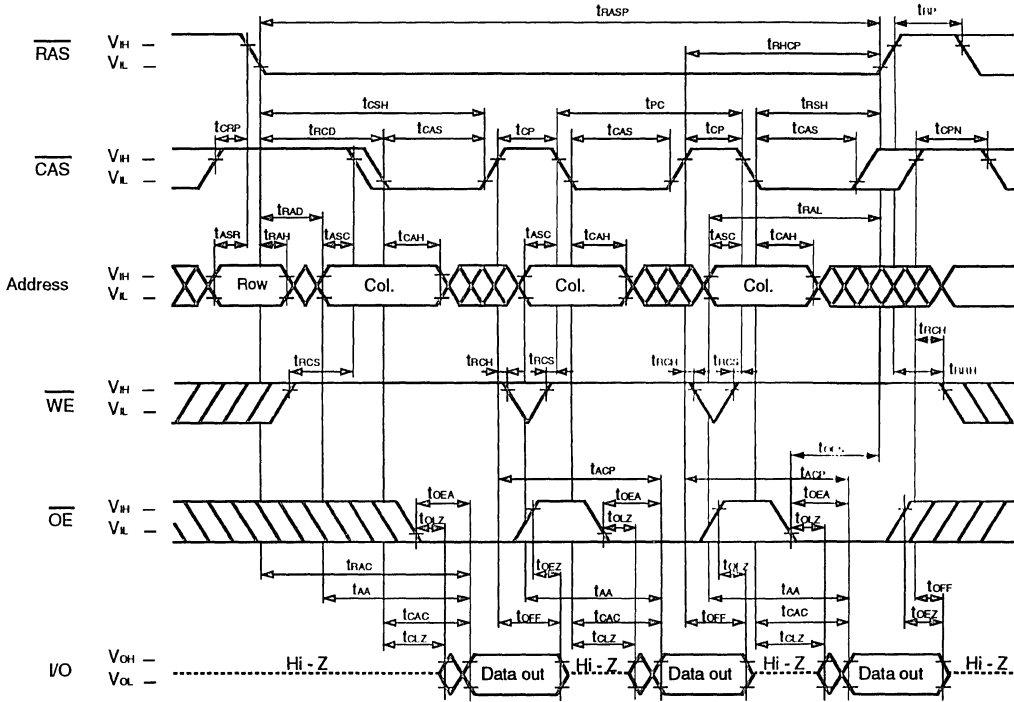 tRASP tRP
RAS VIH
VIL
tRHCP
tCSH tPC tRSH
tCRP tRCD tCAS tCP tCAS tCP tCAS tCPN
CAS VIH
VIL
tRAD tRAL
tASR tRAH tASC tCAH tASC tCAH tASC tCAH
Address VIH
VIL
Row Col. Col. Col.
tRCH
tRCS tRCH tRCS tRCH tRCS tRRH
WE VIH
VIL
tOCS
tACP tACP
tOEA tOEA tOEA
OE VIH
VIL
tOLZ tOLZ tOLZ
tRAC tOEZ tOLZ
tAA tAA tAA tOFF
tCAC tOFF tCAC tOFF tCAC tOEZ
tCLZ tCLZ tCLZ
I/O VOH
VOL
Hi - Z Data out Hi - Z Data out Hi - Z Data out Hi - Z